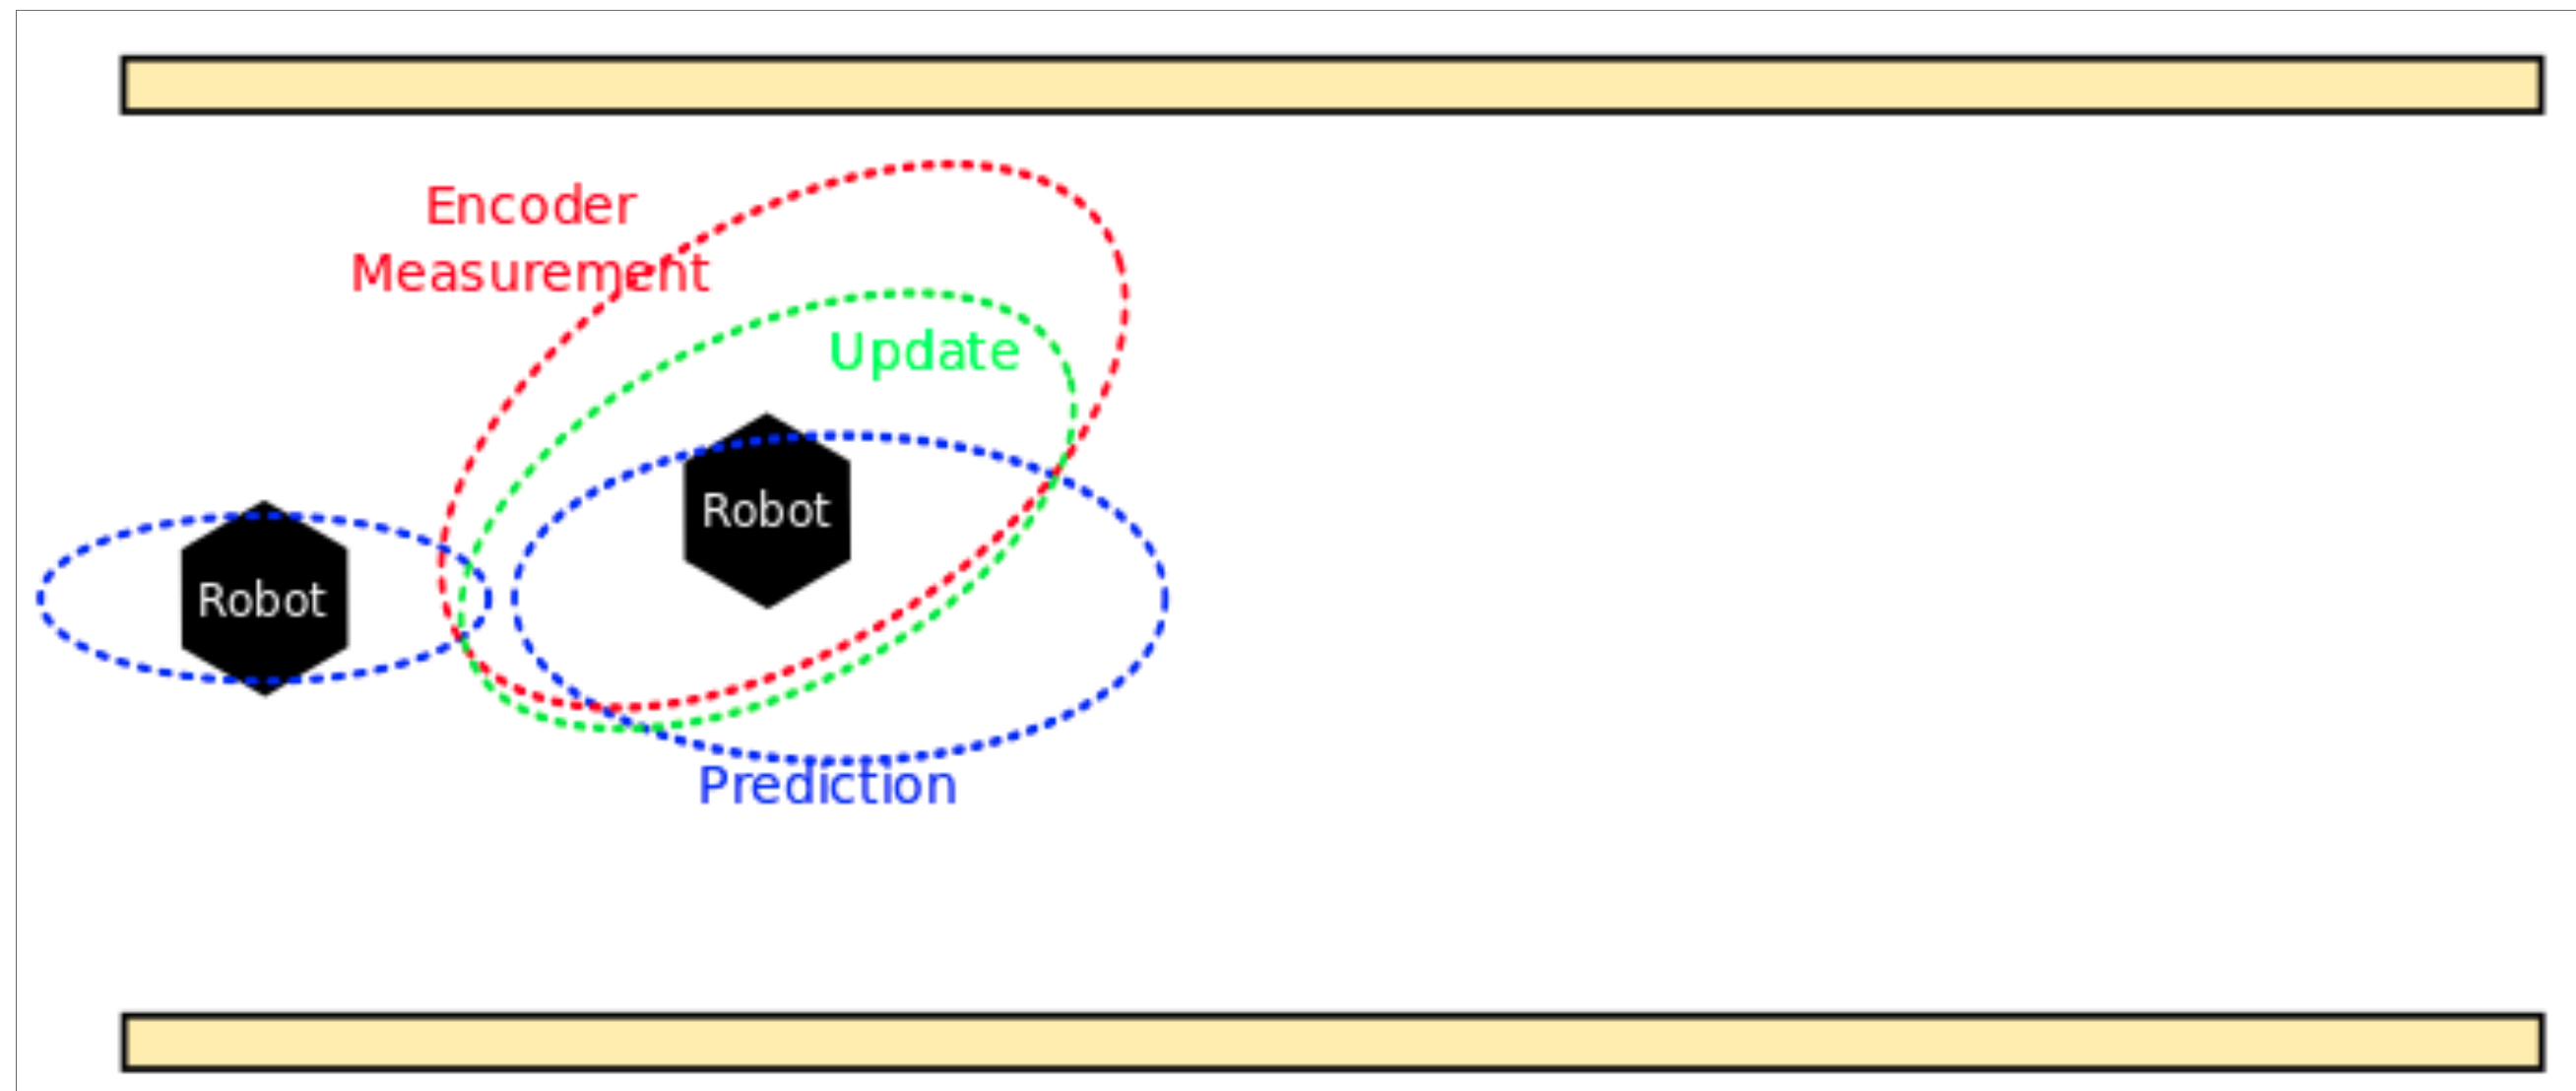 Encoder
Measurement
Update
Robot
Robot
Prediction